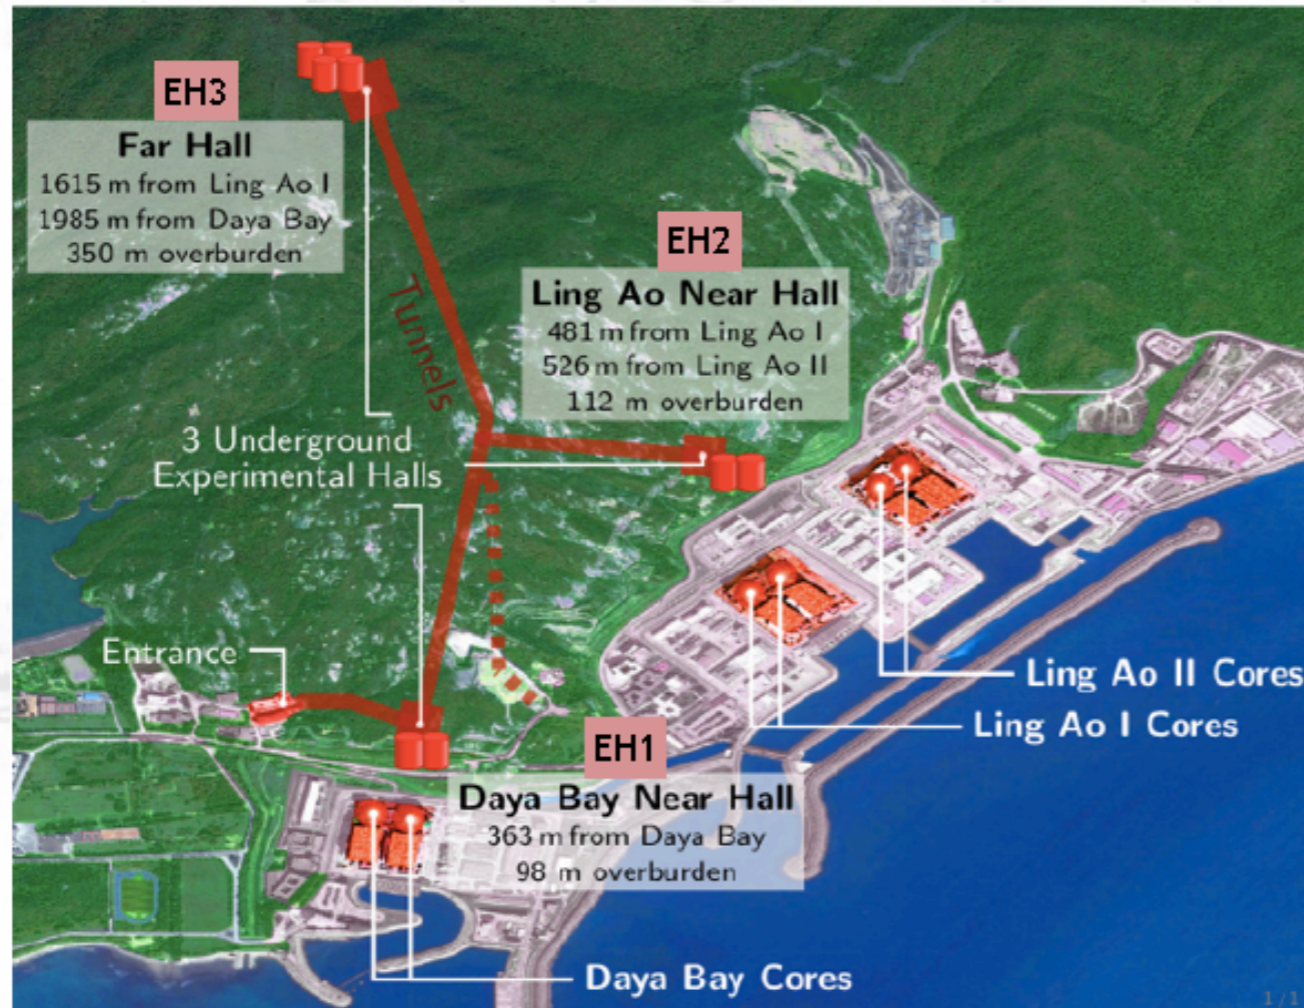 EH3
Far Hall
1615 m from Ling Ao I
1985 m from Daya Bay
350 m overburden
EH2
Ling Ao Near Hall
481 m from Ling Ao I
526 m from Ling Ao II
112 m overburden
Tunnels
3 Underground
Experimental Halls
Entrance
Ling Ao II Cores
Ling Ao I Cores
EH1
Daya Bay Near Hall
363 m from Daya Bay
98 m overburden
Daya Bay Cores